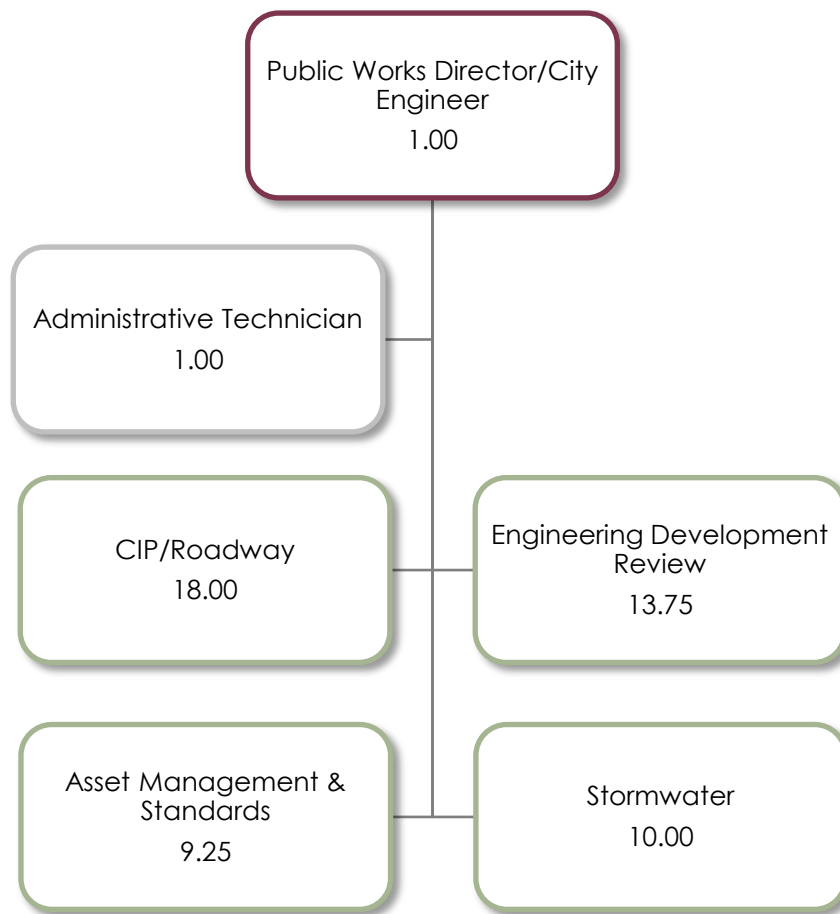 Public Works Director/City
Engineer
1.00
Administrative Technician
1.00
CIP/Roadway
18.00
Engineering Development
Review
13.75
Asset Management &
Standards
9.25
Stormwater
10.00